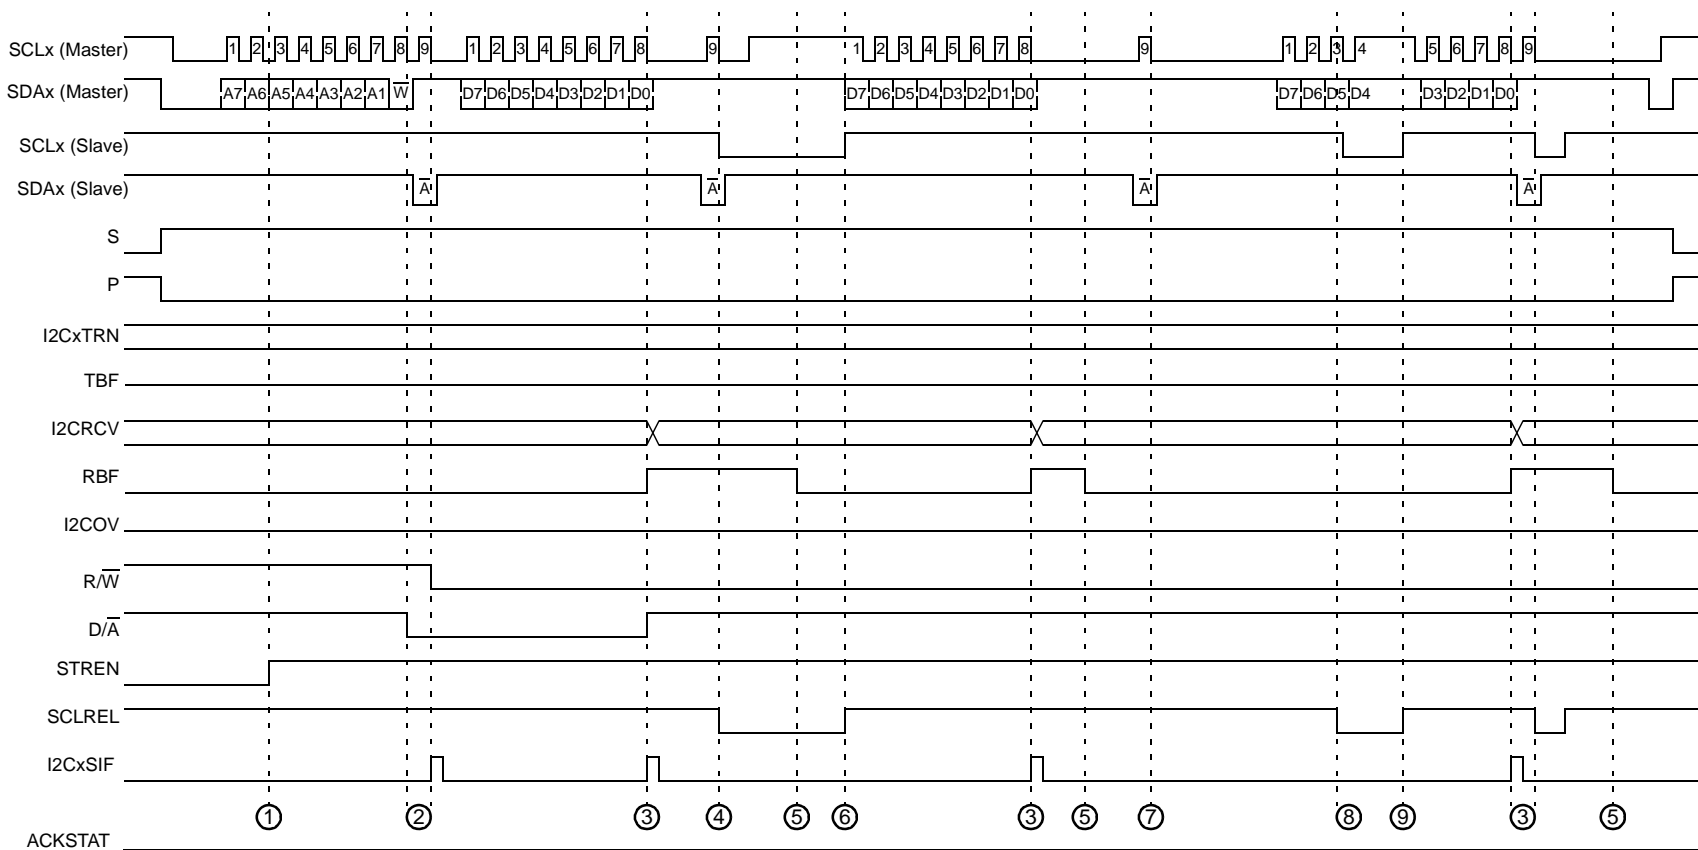 SCLx (Master) 1 2 3 4 5 6 7 8 9 1 2 3 4 5 6 7 8 9 1 2 3 4 5 6 7 8 9 1 2 3 4 5 6 7 8 9
SDAx (Master) A7 A6 A5 A4 A3 A2 A1 W̅ D7 D6 D5 D4 D3 D2 D1 D0 D7 D6 D5 D4 D3 D2 D1 D0 D7 D6 D5 D4 D3 D2 D1 D0
SCLx (Slave)
SDAx (Slave) A̅ A̅ A̅ A̅
S
P
I2CxTRN
TBF
I2CRCV
RBF
I2COV
R/W̅
D/A̅
STREN
SCLREL
I2CxSIF
① ② ③ ④ ⑤ ⑥ ③ ⑤ ⑦ ⑧ ⑨ ③ ⑤
ACKSTAT